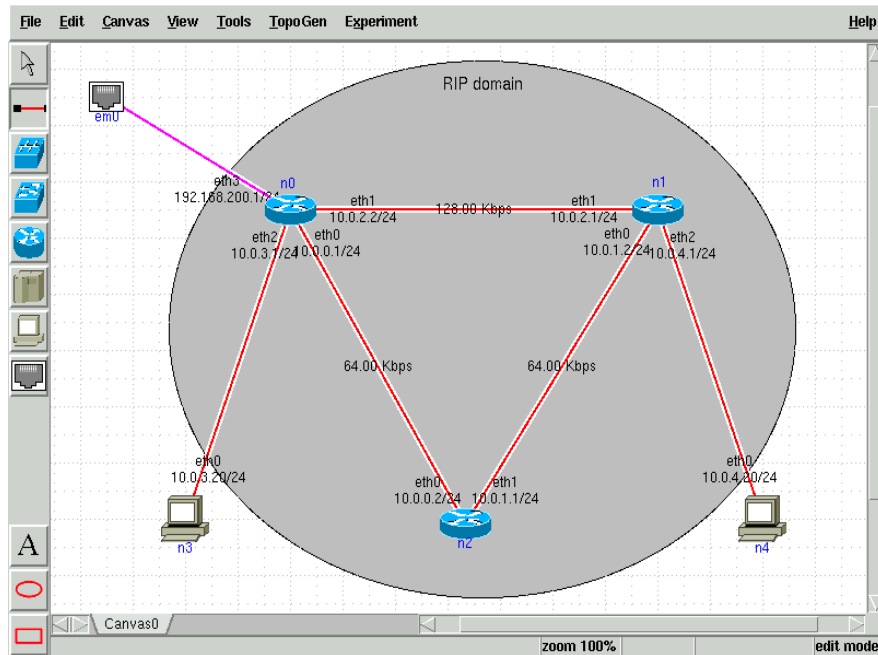 File Edit Canvas View Tools TopoGen Experiment Help
RIP domain
em0
eth3
192.168.200.1/24
n0
n1
eth1
10.0.2.2/24
128.00 Kbps
eth1
10.0.2.1/24
eth2
10.0.3.1/24
eth0
10.0.0.1/24
eth0
10.0.1.2/24
eth2
10.0.4.1/24
64.00 Kbps
64.00 Kbps
eth0
10.0.3.20/24
eth0
10.0.0.2/24
eth1
10.0.1.1/24
eth0
10.0.4.20/24
n3
n2
n4
A
Canvas0
zoom 100%
edit mode